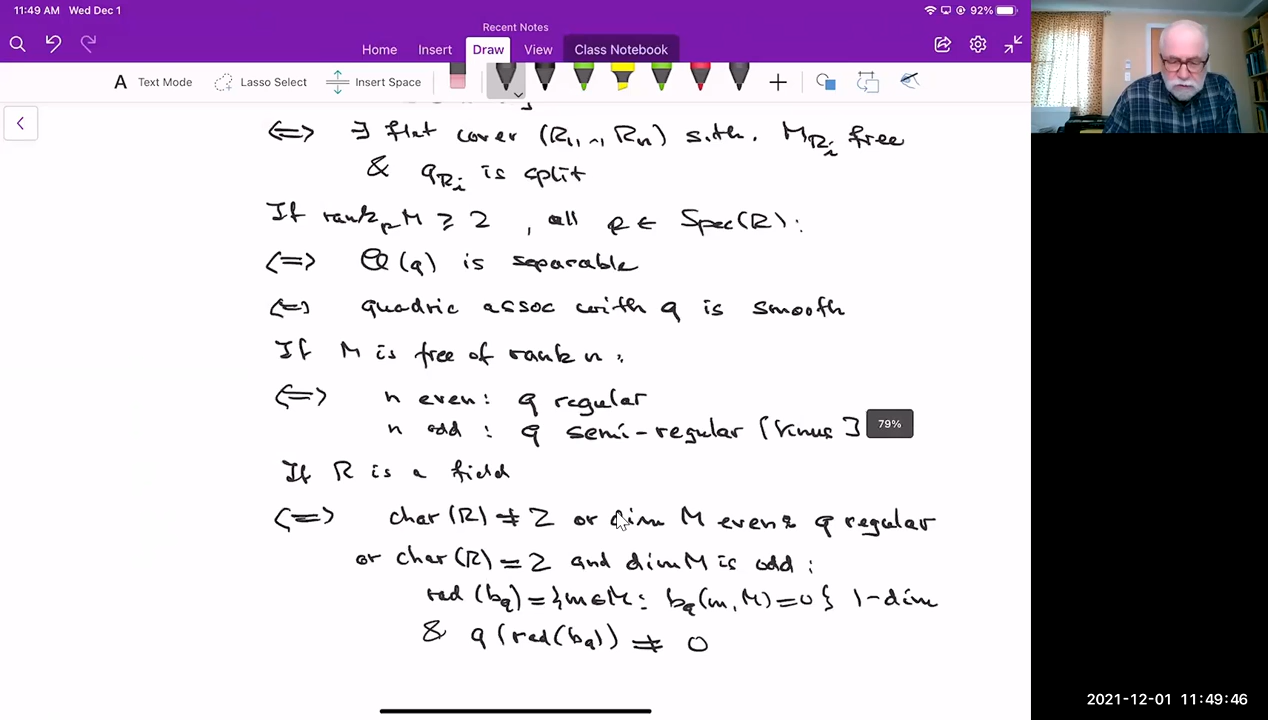 11:49 AM Wed Dec 1
92%
Recent Notes
Home Insert Draw View Class Notebook
Text Mode Lasso Select Insert Space
⟺ ∃ flat cover (R₁, ~, Rₙ) s.th. M_{R_i} free
& q_{R_i} is split
If rank_p M ≥ 2, all p ∈ Spec(R):
⟺ Q(q) is separable
⟺ quadric assoc with q is smooth
If M is free of rank n:
⟺ n even: q regular
n odd : q semi-regular [Knus]
79%
If R is a field
⟺ char(R) ≠ 2 or dim M even: q regular
or char(R) = 2 and dim M is odd:
rad(b_q) = {m ∈ M: b_q(m, M) = 0} 1-dim
& q(rad(b_q)) ≠ 0
2021-12-01 11:49:46